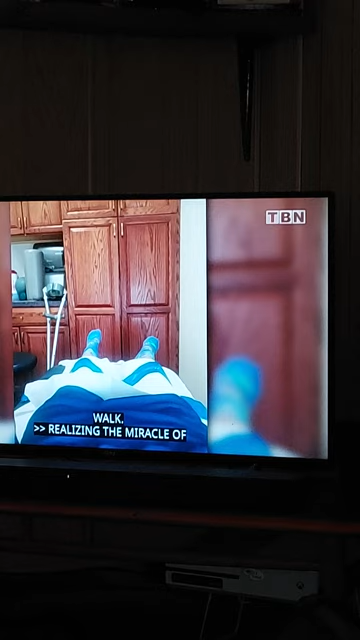 TBN
WALK.
>> REALIZING THE MIRACLE OF